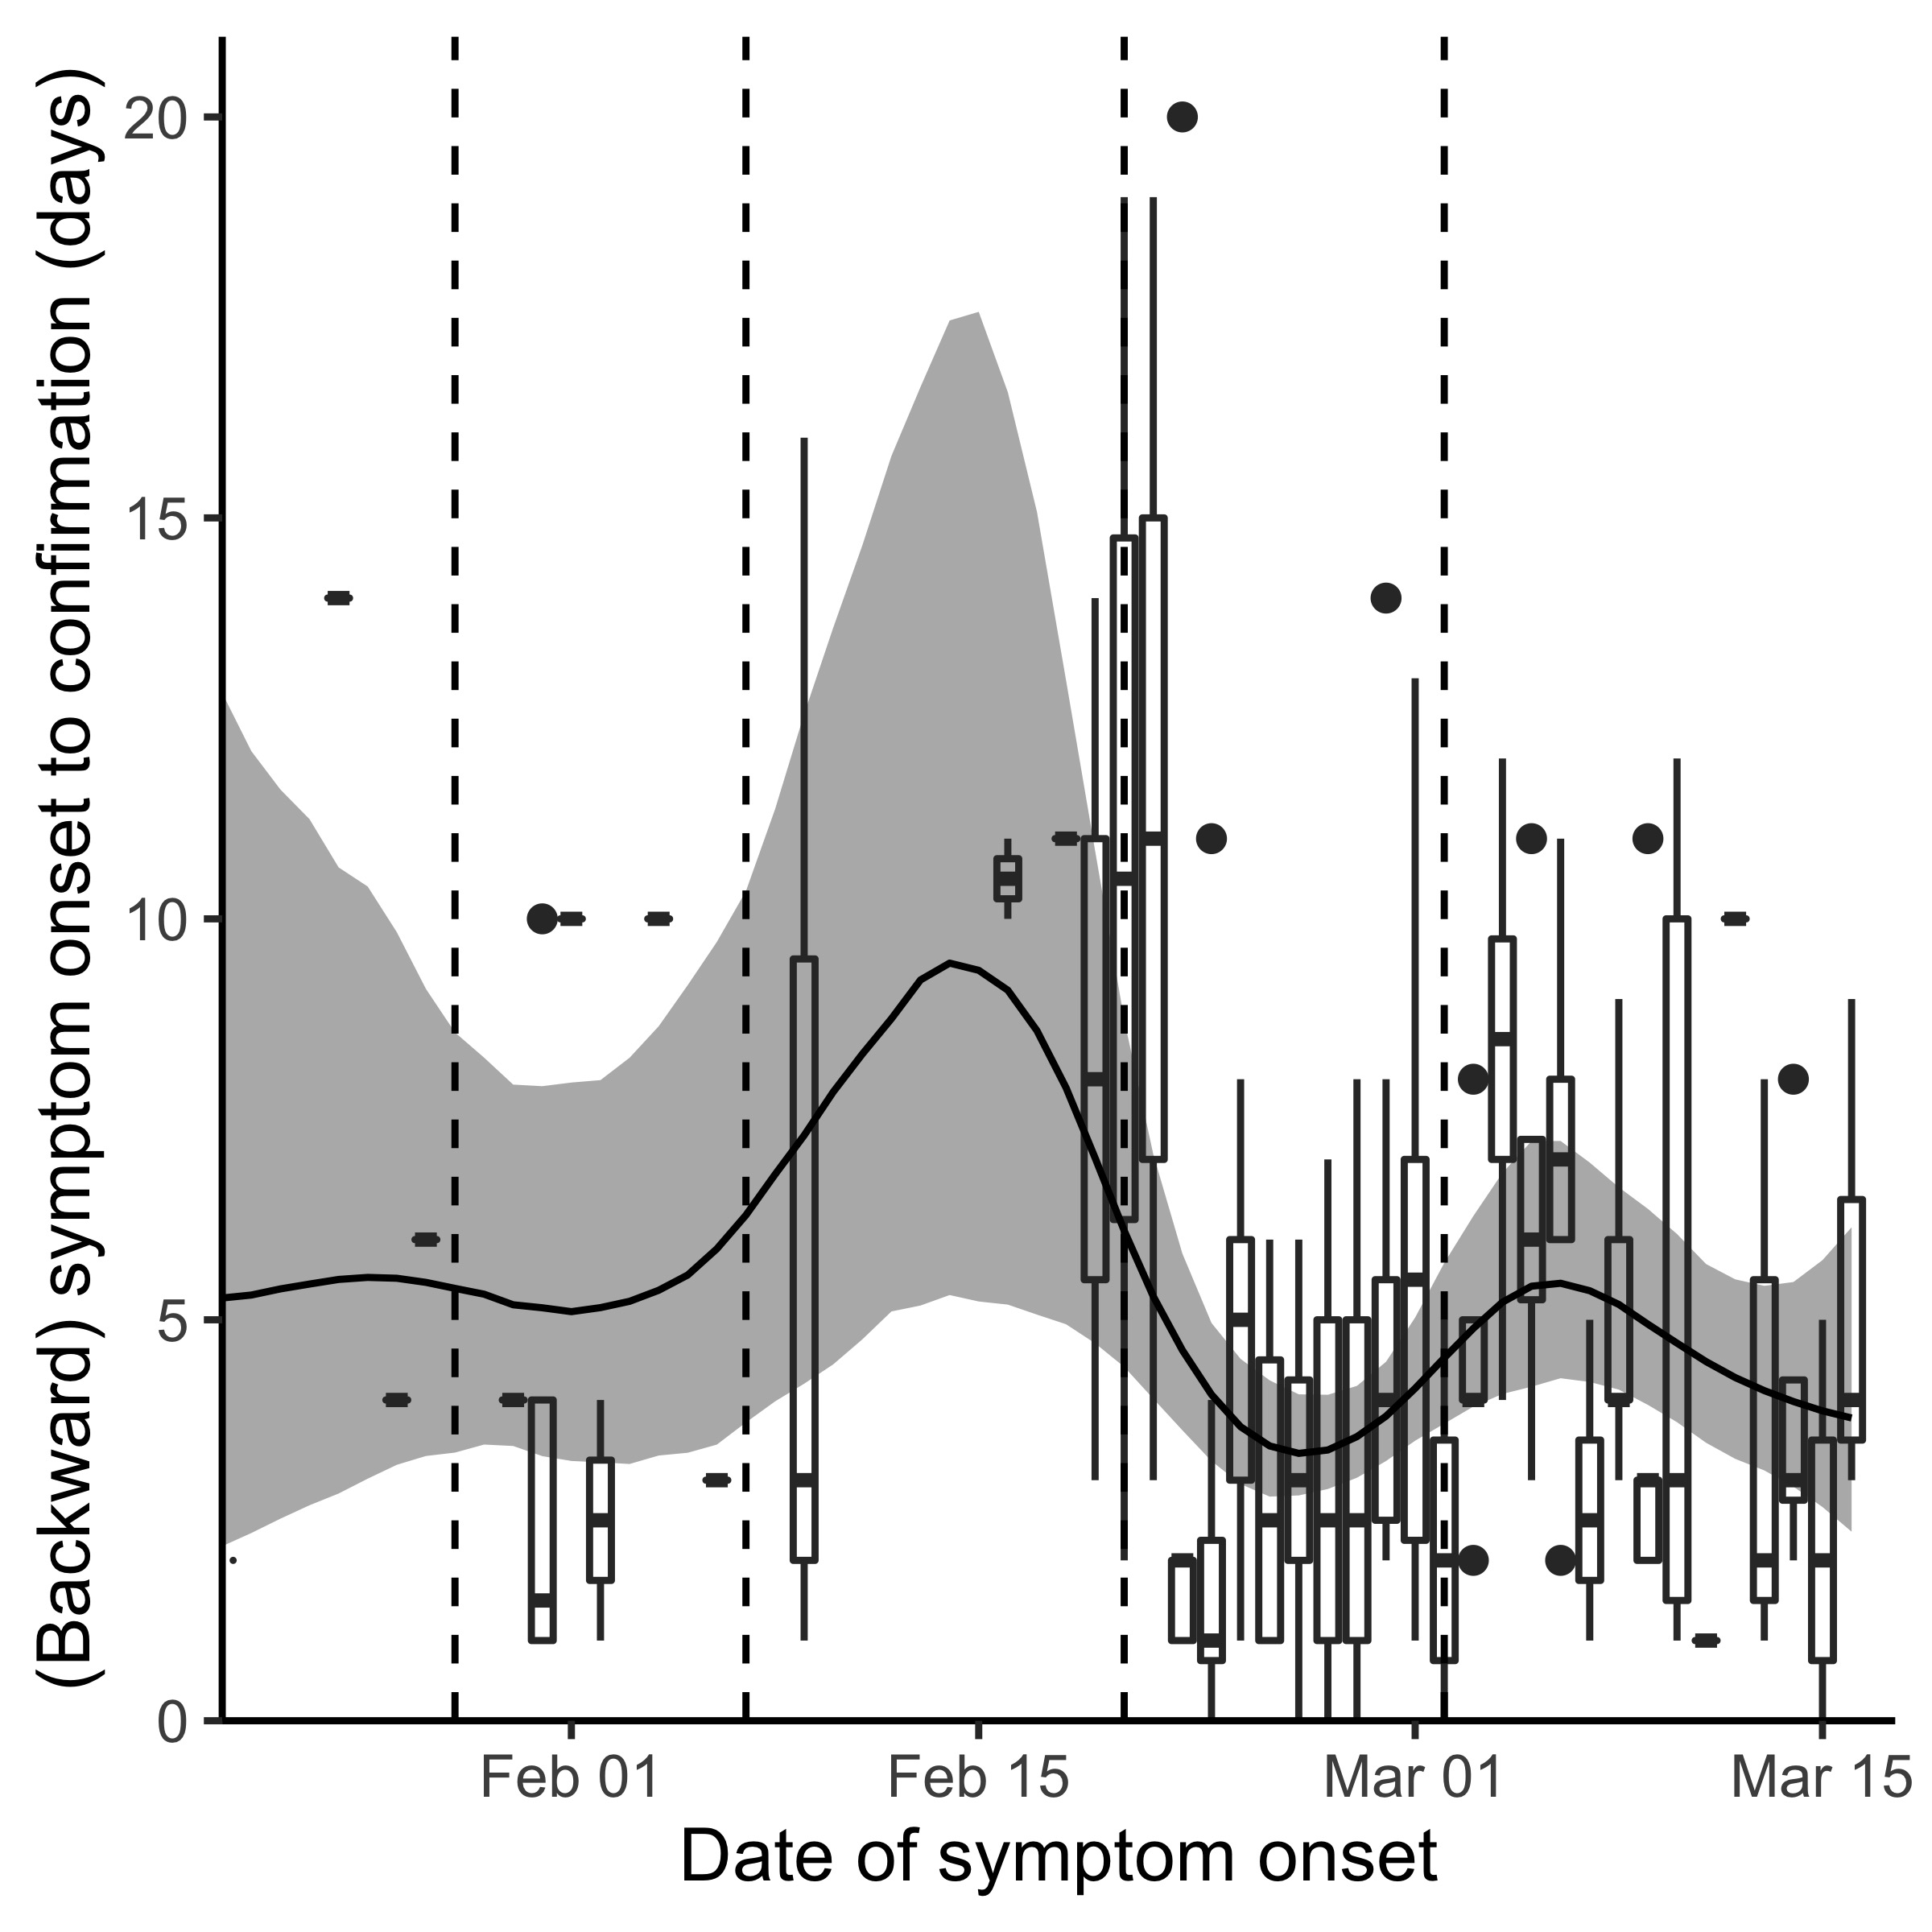 (Backward) symptom onset to confirmation (days)
20
15
10
5
0
Feb 01
Feb 15
Mar 01
Mar 15
Date of symptom onset